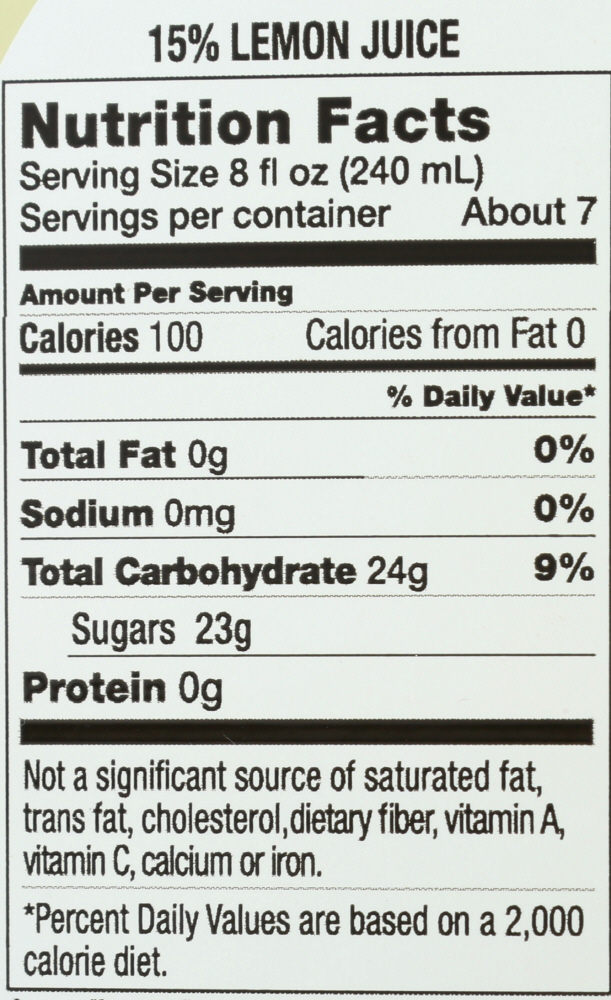 15% LEMON JUICE
Nutrition Facts
Serving Size 8 fl oz (240 mL)
Servings per container About 7
Amount Per Serving
Calories 100 Calories from Fat 0
% Daily Value*
Total Fat 0g 0%
Sodium 0mg 0%
Total Carbohydrate 24g 9%
Sugars 23g
Protein 0g
Not a significant source of saturated fat,
trans fat, cholesterol,dietary fiber, vitamin A,
vitamin C, calcium or iron.
*Percent Daily Values are based on a 2,000
calorie diet.